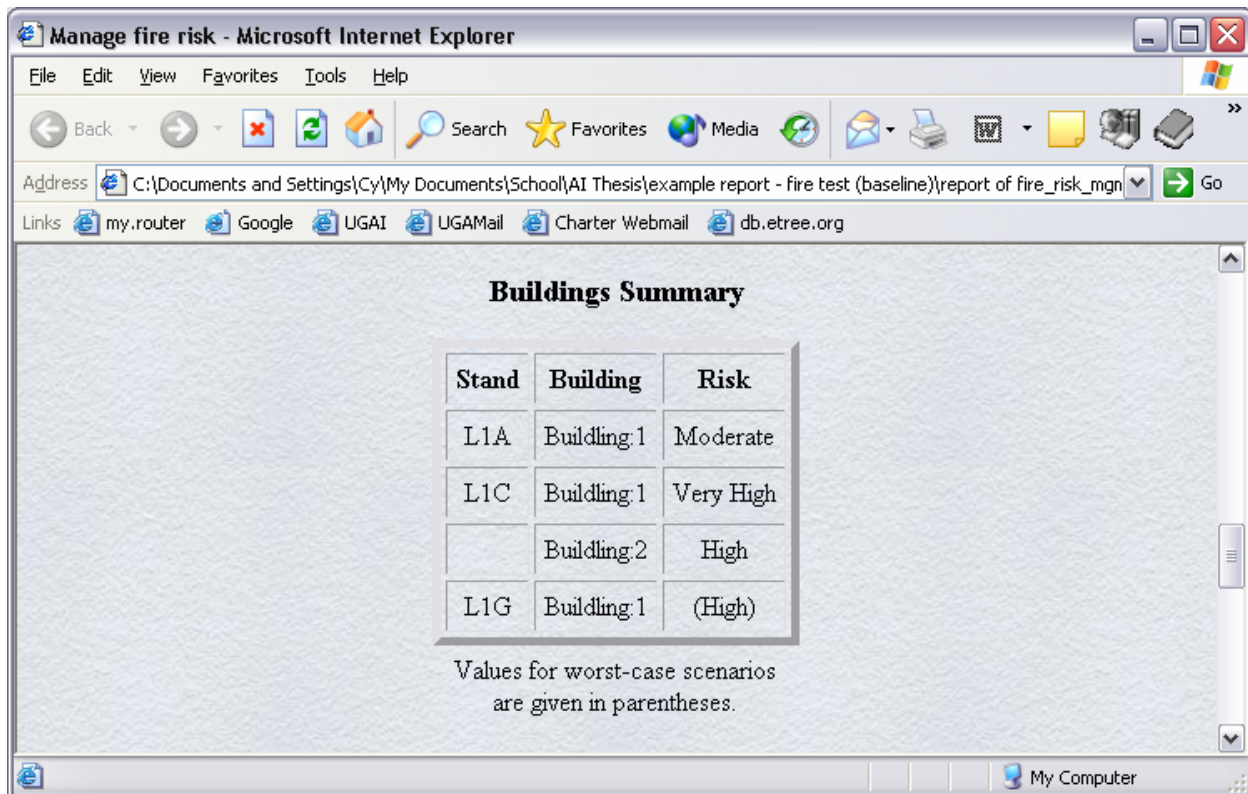 Manage fire risk - Microsoft Internet Explorer
File Edit View Favorites Tools Help
Back Search Favorites Media »
Address C:\Documents and Settings\Cy\My Documents\School\AI Thesis\example report - fire test (baseline)\report of fire_risk_mgn Go
Links my.router Google UGAI UGAMail Charter Webmail db.etree.org
Buildings Summary
Stand Building Risk
L1A Buildling:1 Moderate
L1C Buildling:1 Very High
Buildling:2 High
L1G Buildling:1 (High)
Values for worst-case scenarios
are given in parentheses.
My Computer